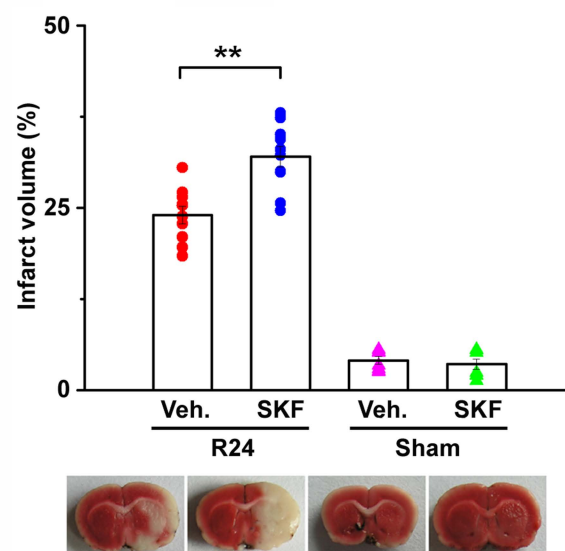 50
**
Infarct volume (%)
25
0
Veh. SKF Veh. SKF
R24 Sham